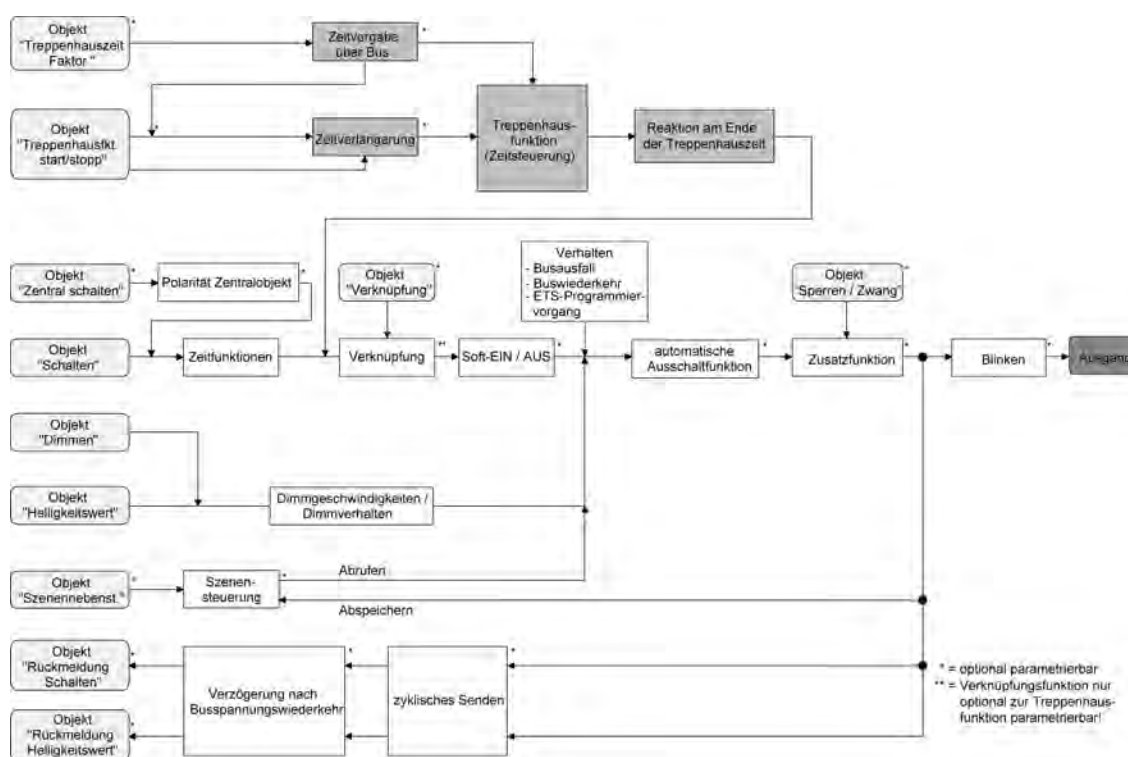 Objekt
"Treppenhauszeit
Faktor "
*
Zeitvorgabe
über Bus
*
Objekt
"Treppenhausfkt.
start/stopp"
*
Zeitverlängerung
*
Treppenhaus-
funktion
(Zeitsteuerung)
Reaktion am Ende
der Treppenhauszeit
Objekt
"Zentral schalten"
*
Polarität Zentralobjekt
*
Objekt
"Verknüpfung"
*
Verhalten
- Busausfall
- Buswiederkehr
- ETS-Programmier-
vorgang
Objekt
"Sperren / Zwang"
*
Objekt
"Schalten"
Zeitfunktionen
Verknüpfung
**
Soft-EIN / AUS
*
automatische
Ausschaltfunktion
*
Zusatzfunktion
*
Blinken
*
Ausgang
Objekt
"Dimmen"
Objekt
"Helligkeitswert"
Dimmgeschwindigkeiten /
Dimmverhalten
Objekt
"Szenennebenst."
*
Szenen-
steuerung
*
Abrufen
Abspeichern
Objekt
"Rückmeldung
Schalten"
*
Verzögerung nach
Busspannungswiederkehr
*
*
zyklisches Senden
*
*
Objekt
"Rückmeldung
Helligkeitswert"
*
* = optional parametrierbar
** = Verknüpfungsfunktion nur
optional zur Treppenhaus-
funktion parametrierbar!